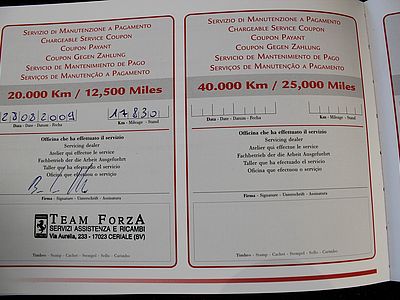 Servizio di Manutenzione a Pagamento
Chargeable Service Coupon
Coupon Payant
Coupon Gegen Zahlung
Servicio de Mantenimento de Pago
Serviços de Manutenção a Pagamento
20.000 Km / 12,500 Miles
23082009 17830
Data - Date - Datum - Fecha Km - Mileage - Stand
Officina che ha effettuato il servizio
Servicing dealer
Atelier qui effectue le service
Fachbetrieb der die Arbeit Ausgefuehrt
Taller que ha efectuado el servicio
Oficina que efectuou o serviço
Firma - Signature - Unterschrift - Assinatura
TEAM FORZA
SERVIZI ASSISTENZA E RICAMBI
Via Aurelia, 233 - 17023 CERIALE (SV)
Timbro - Stamp - Cachet - Stempel - Sello - Carimbo
Servizio di Manutenzione a Pagamento
Chargeable Service Coupon
Coupon Payant
Coupon Gegen Zahlung
Servicio de Mantenimento de Pago
Serviços de Manutenção a Pagamento
40.000 Km / 25,000 Miles
Data - Date - Datum - Fecha Km - Mileage - Stand
Officina che ha effettuato il servizio
Servicing dealer
Atelier qui effectue le service
Fachbetrieb der die Arbeit Ausgefuehrt
Taller que ha efectuado el servicio
Oficina que efectuou o serviço
Firma - Signature - Unterschrift - Assinatura
Timbro - Stamp - Cachet - Stempel - Sello - Carimbo